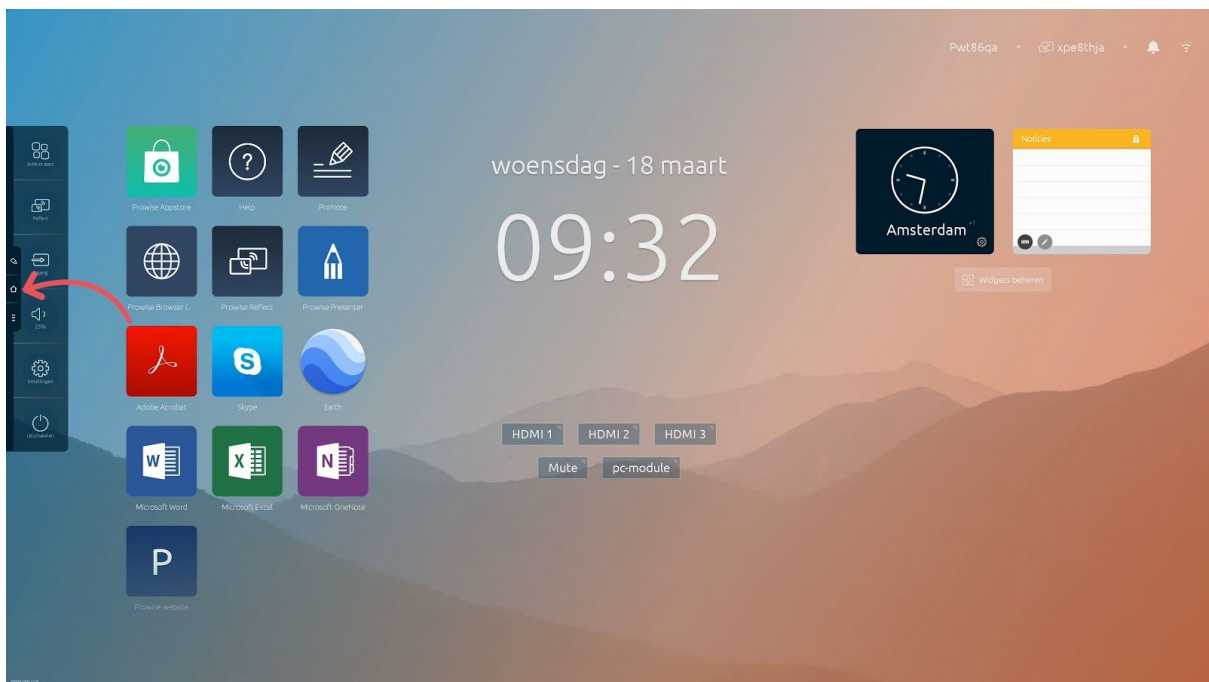 Pwt86qa
xpe8thja
Actieve apps
Reflect
25%
Instellingen
Uitschakelen
Prowise Appstore
Help
ProNote
Prowise Browser (...
Prowise Reflect
Prowise Presenter
Adobe Acrobat
Skype
Earth
Microsoft Word
Microsoft Excel
Microsoft OneNote
P
Prowise website
woensdag - 18 maart
09:32
HDMI 1
HDMI 2
HDMI 3
Mute
pc-module
Amsterdam +1
Notities
Widgets beheren